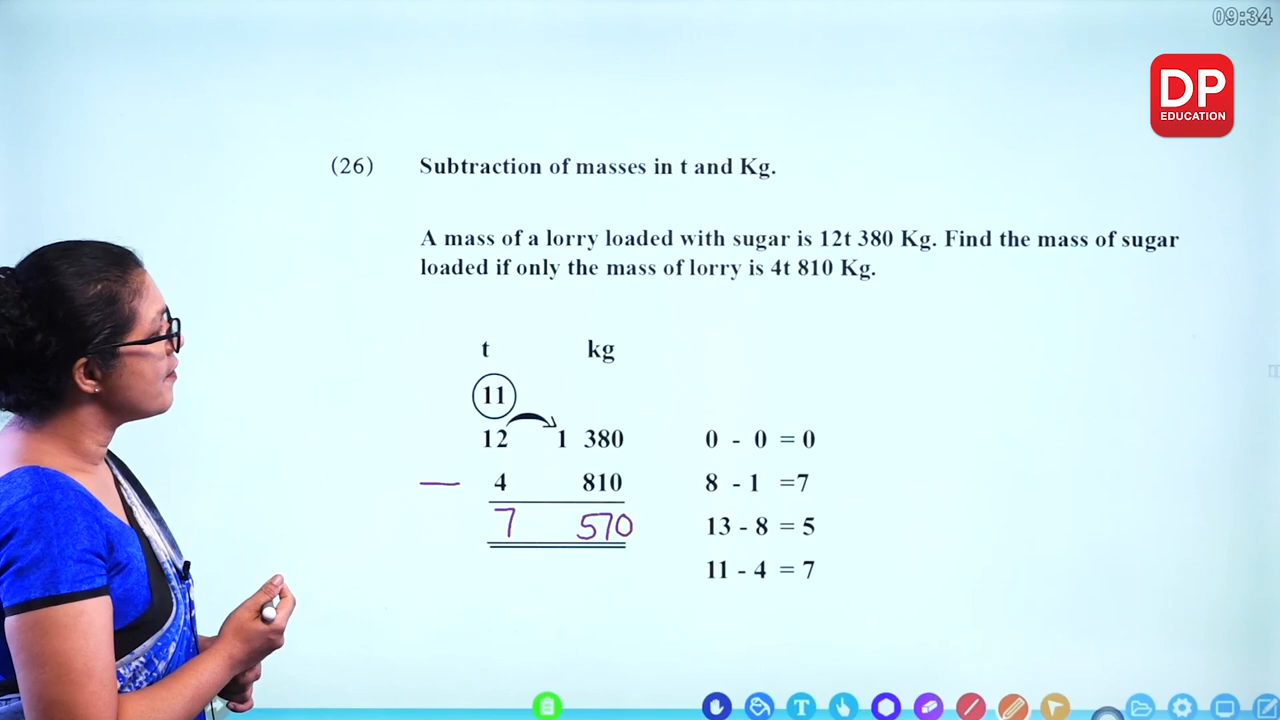 09:34
DP
EDUCATION
(26) Subtraction of masses in t and Kg.
A mass of a lorry loaded with sugar is 12t 380 Kg. Find the mass of sugar
loaded if only the mass of lorry is 4t 810 Kg.
t kg
11
12 1 380 0 - 0 = 0
— 4 810 8 - 1 =7
7 570 13 - 8 = 5
11 - 4 = 7